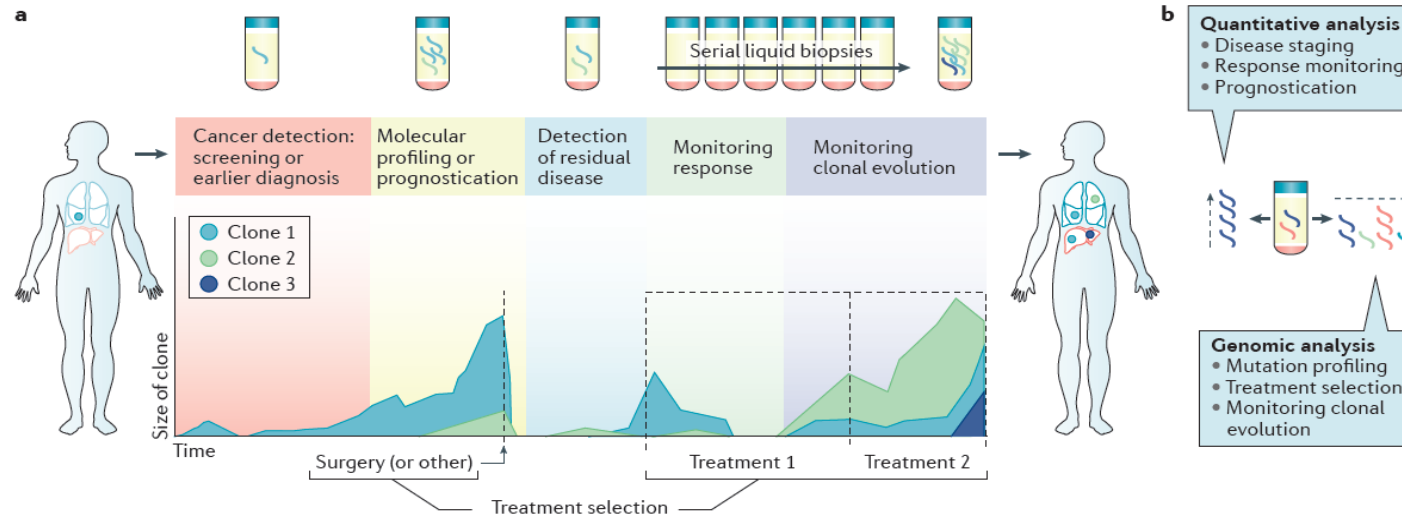 a
Serial liquid biopsies
Cancer detection:
screening or
earlier diagnosis
Molecular
profiling or
prognostication
Detection
of residual
disease
Monitoring
response
Monitoring
clonal evolution
Clone 1
Clone 2
Clone 3
Size of clone
Time
Surgery (or other)
Treatment 1
Treatment 2
Treatment selection
b
Quantitative analysis
• Disease staging
• Response monitoring
• Prognostication
Genomic analysis
• Mutation profiling
• Treatment selection
• Monitoring clonal
evolution